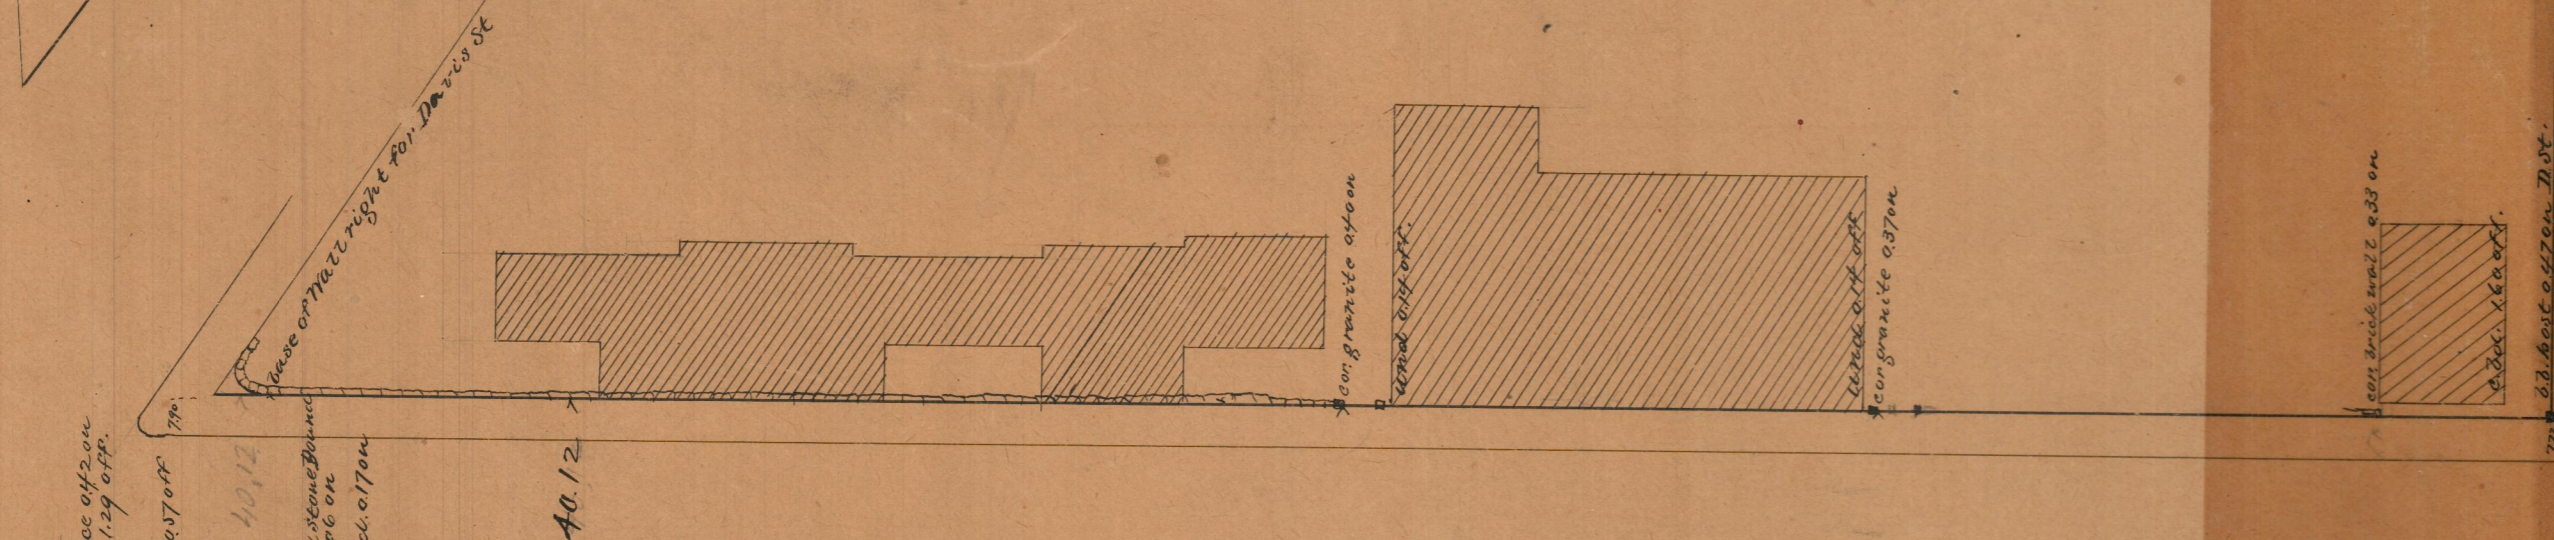 ce 0.42 on
1.29 off.
0.57 off
7.90
40.12
Stone Bound
.06 on
d. 0.17 on
base of Wall right for Davis St
40.12
cor. granite 0.40 on
und 0.14 off.
und. 0.14 off
cor granite 0.37 on
cor brick wall 0.33 on
c.bd. 1.60 off.
b.b. post 0.47 on D. St.